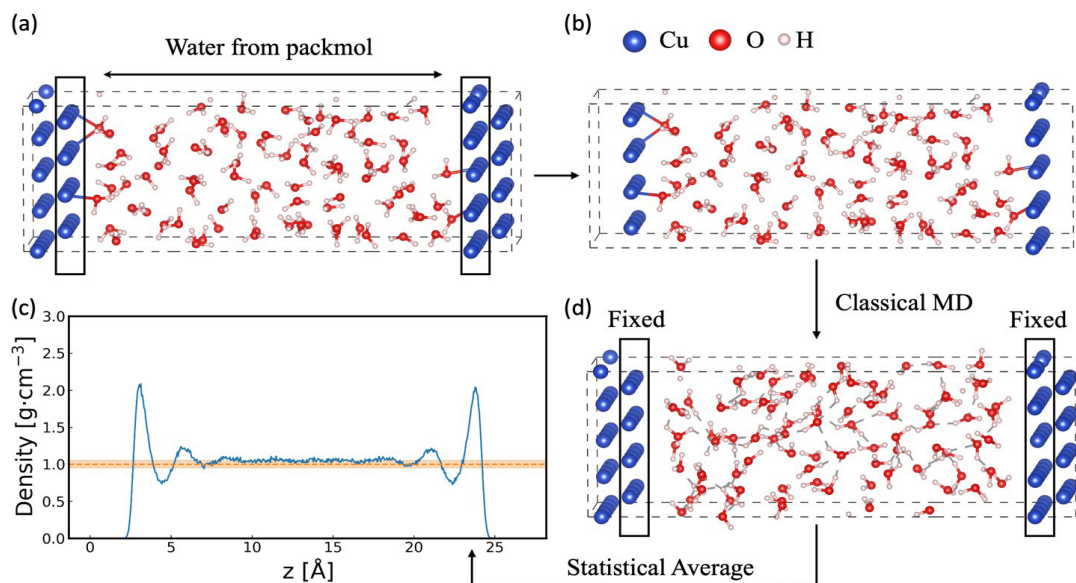 (a)
Water from packmol
(b)
Cu O H
(c)
3.0
2.5
2.0
1.5
1.0
0.5
0.0
Density [g·cm⁻³]
0 5 10 15 20 25
z [Å]
Classical MD
(d)
Fixed Fixed
Statistical Average